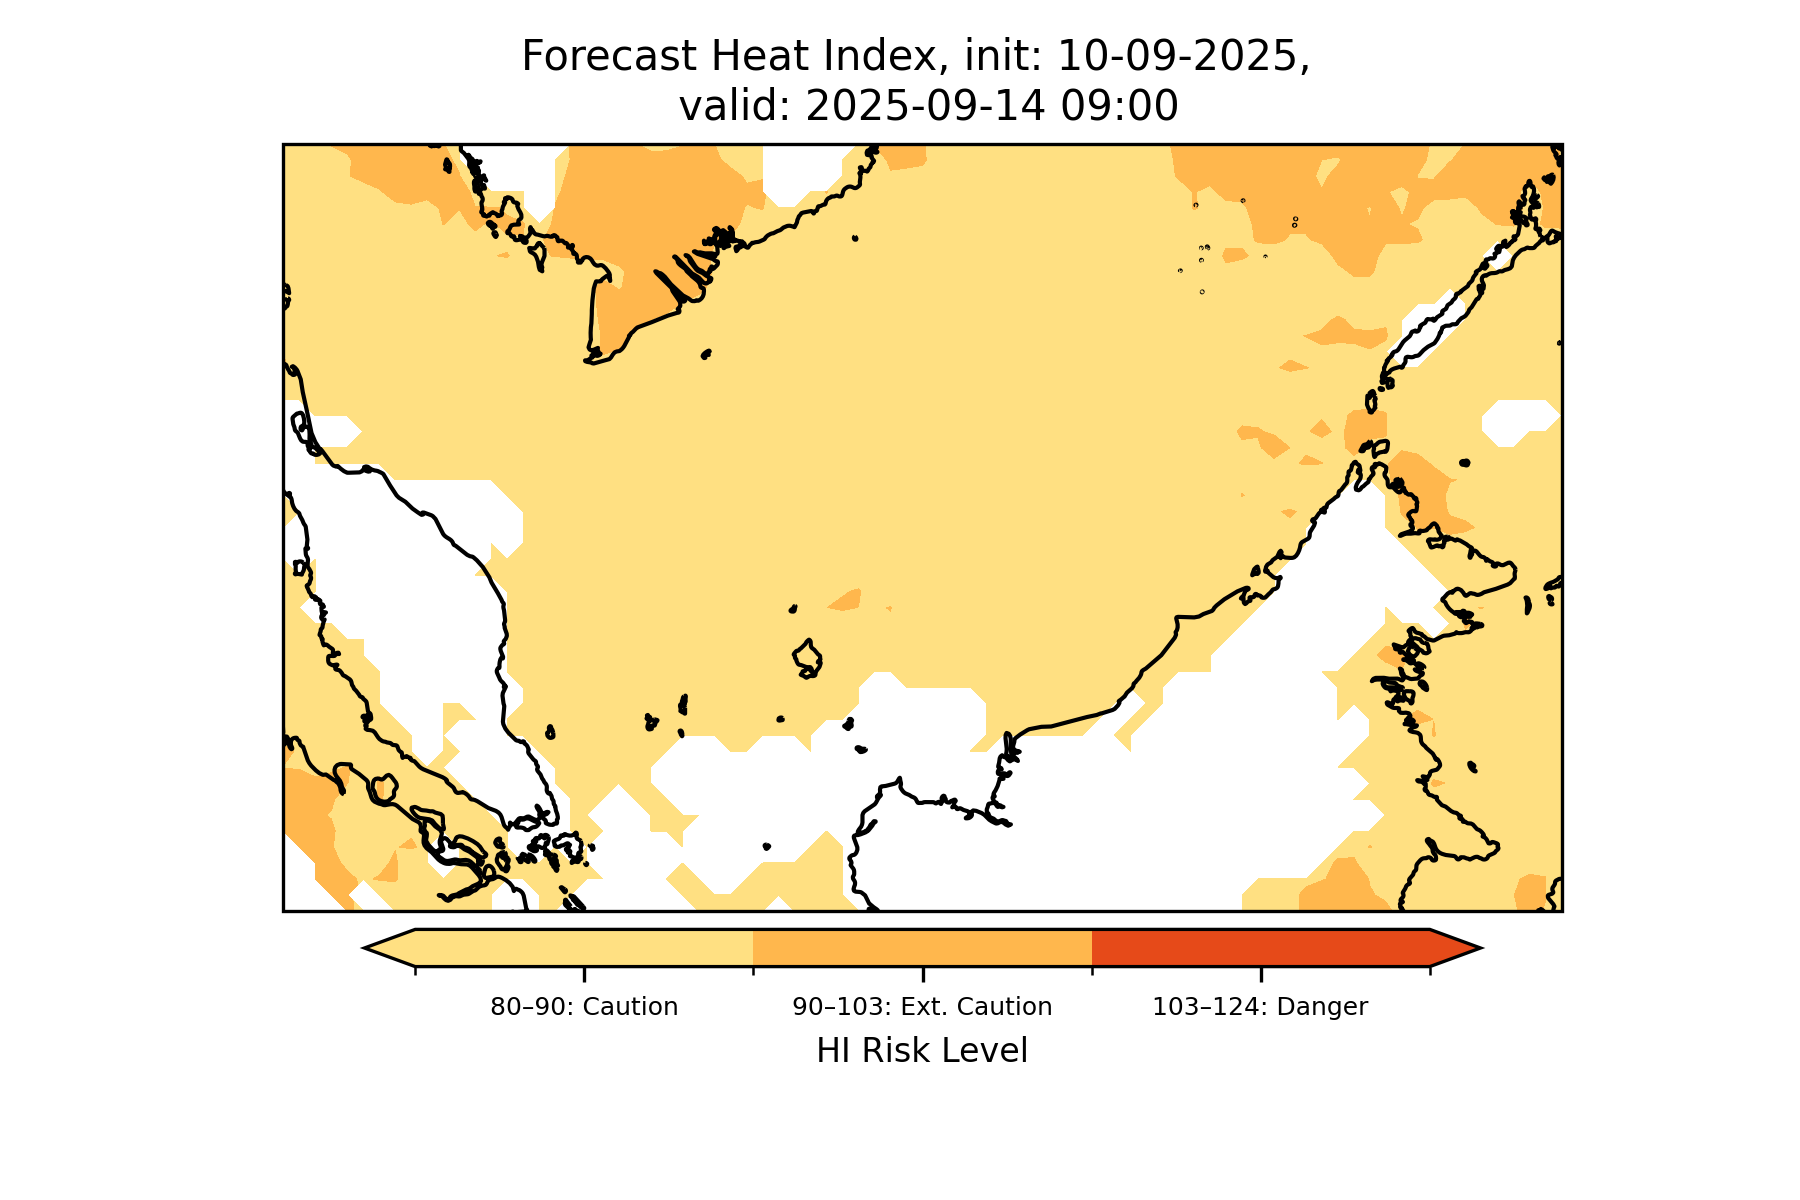 Forecast Heat Index, init: 10-09-2025,
valid: 2025-09-14 09:00
80–90: Caution
90–103: Ext. Caution
103–124: Danger
HI Risk Level